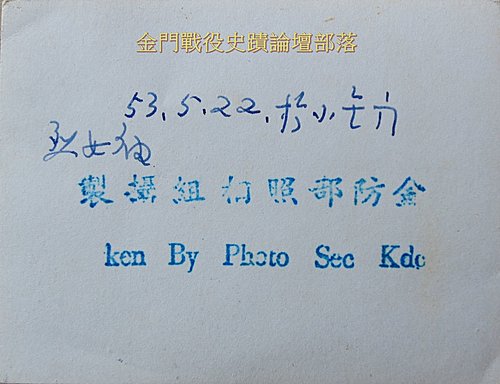 金門戰役史蹟論壇部落
53.5.22.於小金門
女
金防部照相組攝製
ken By Photo Sec Kdc